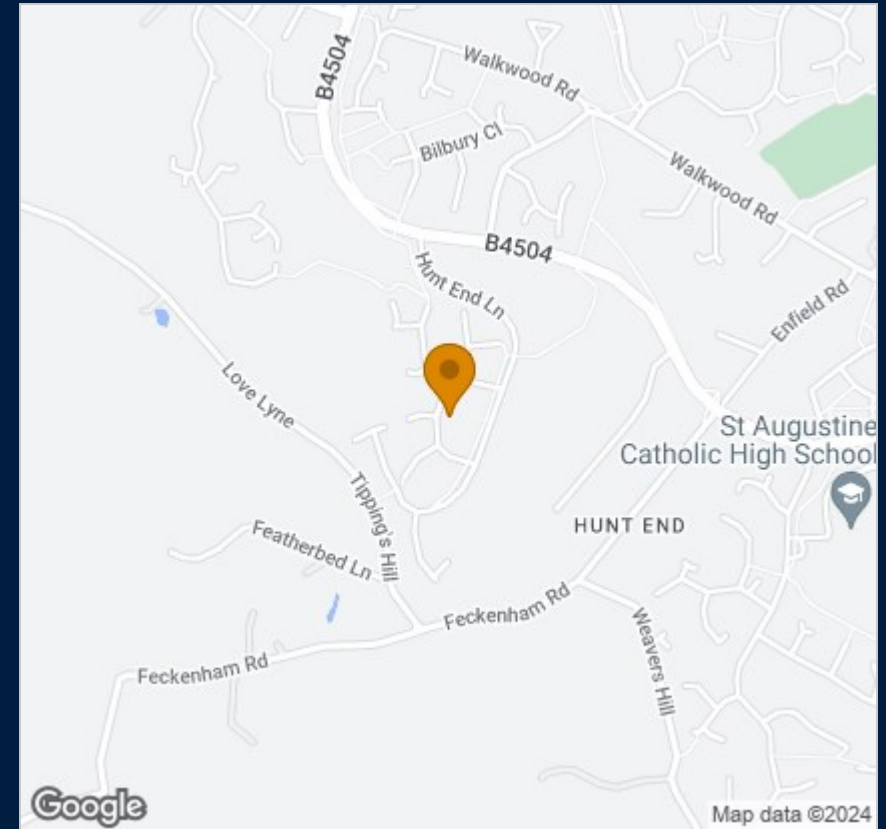 B4504
Walkwood Rd
Bilbury Cl
Walkwood Rd
B4504
Hunt End Ln
Enfield Rd
Love Lyne
St Augustine
Catholic High School
Tipping's Hill
HUNT END
Featherbed Ln
Feckenham Rd
Weavers Hill
Feckenham Rd
Google
Map data ©2024